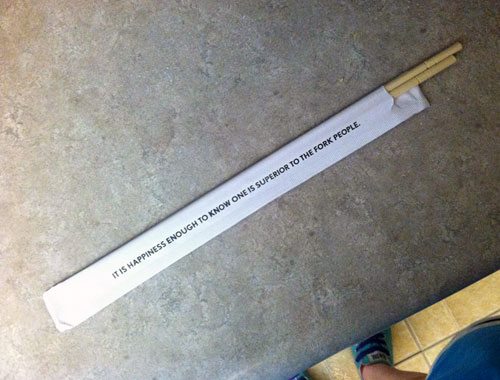 IT IS HAPPINESS ENOUGH TO KNOW ONE IS SUPERIOR TO THE FORK PEOPLE.